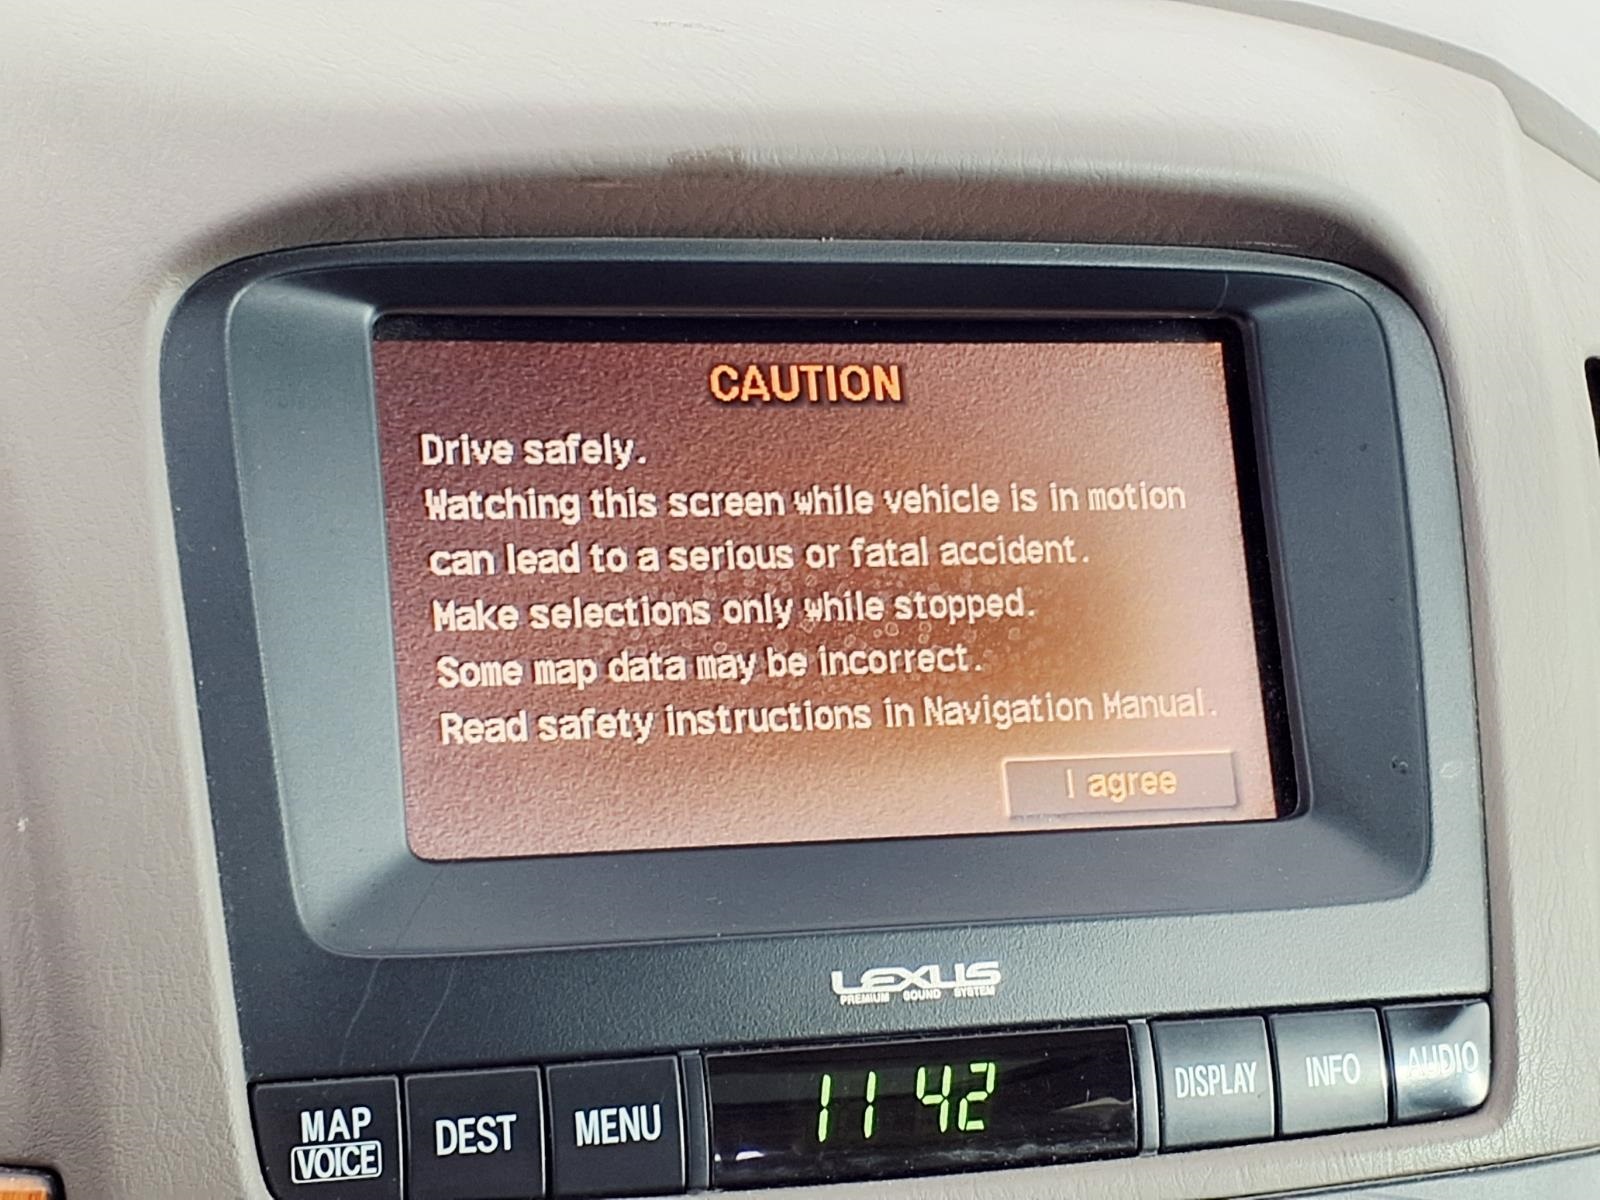 CAUTION
Drive safely.
Watching this screen while vehicle is in motion
can lead to a serious or fatal accident.
Make selections only while stopped.
Some map data may be incorrect.
Read safety instructions in Navigation Manual.
I agree
LEXUS
PREMIUM SOUND SYSTEM
MAP
VOICE
DEST
MENU
11 42
DISPLAY
INFO
AUDIO